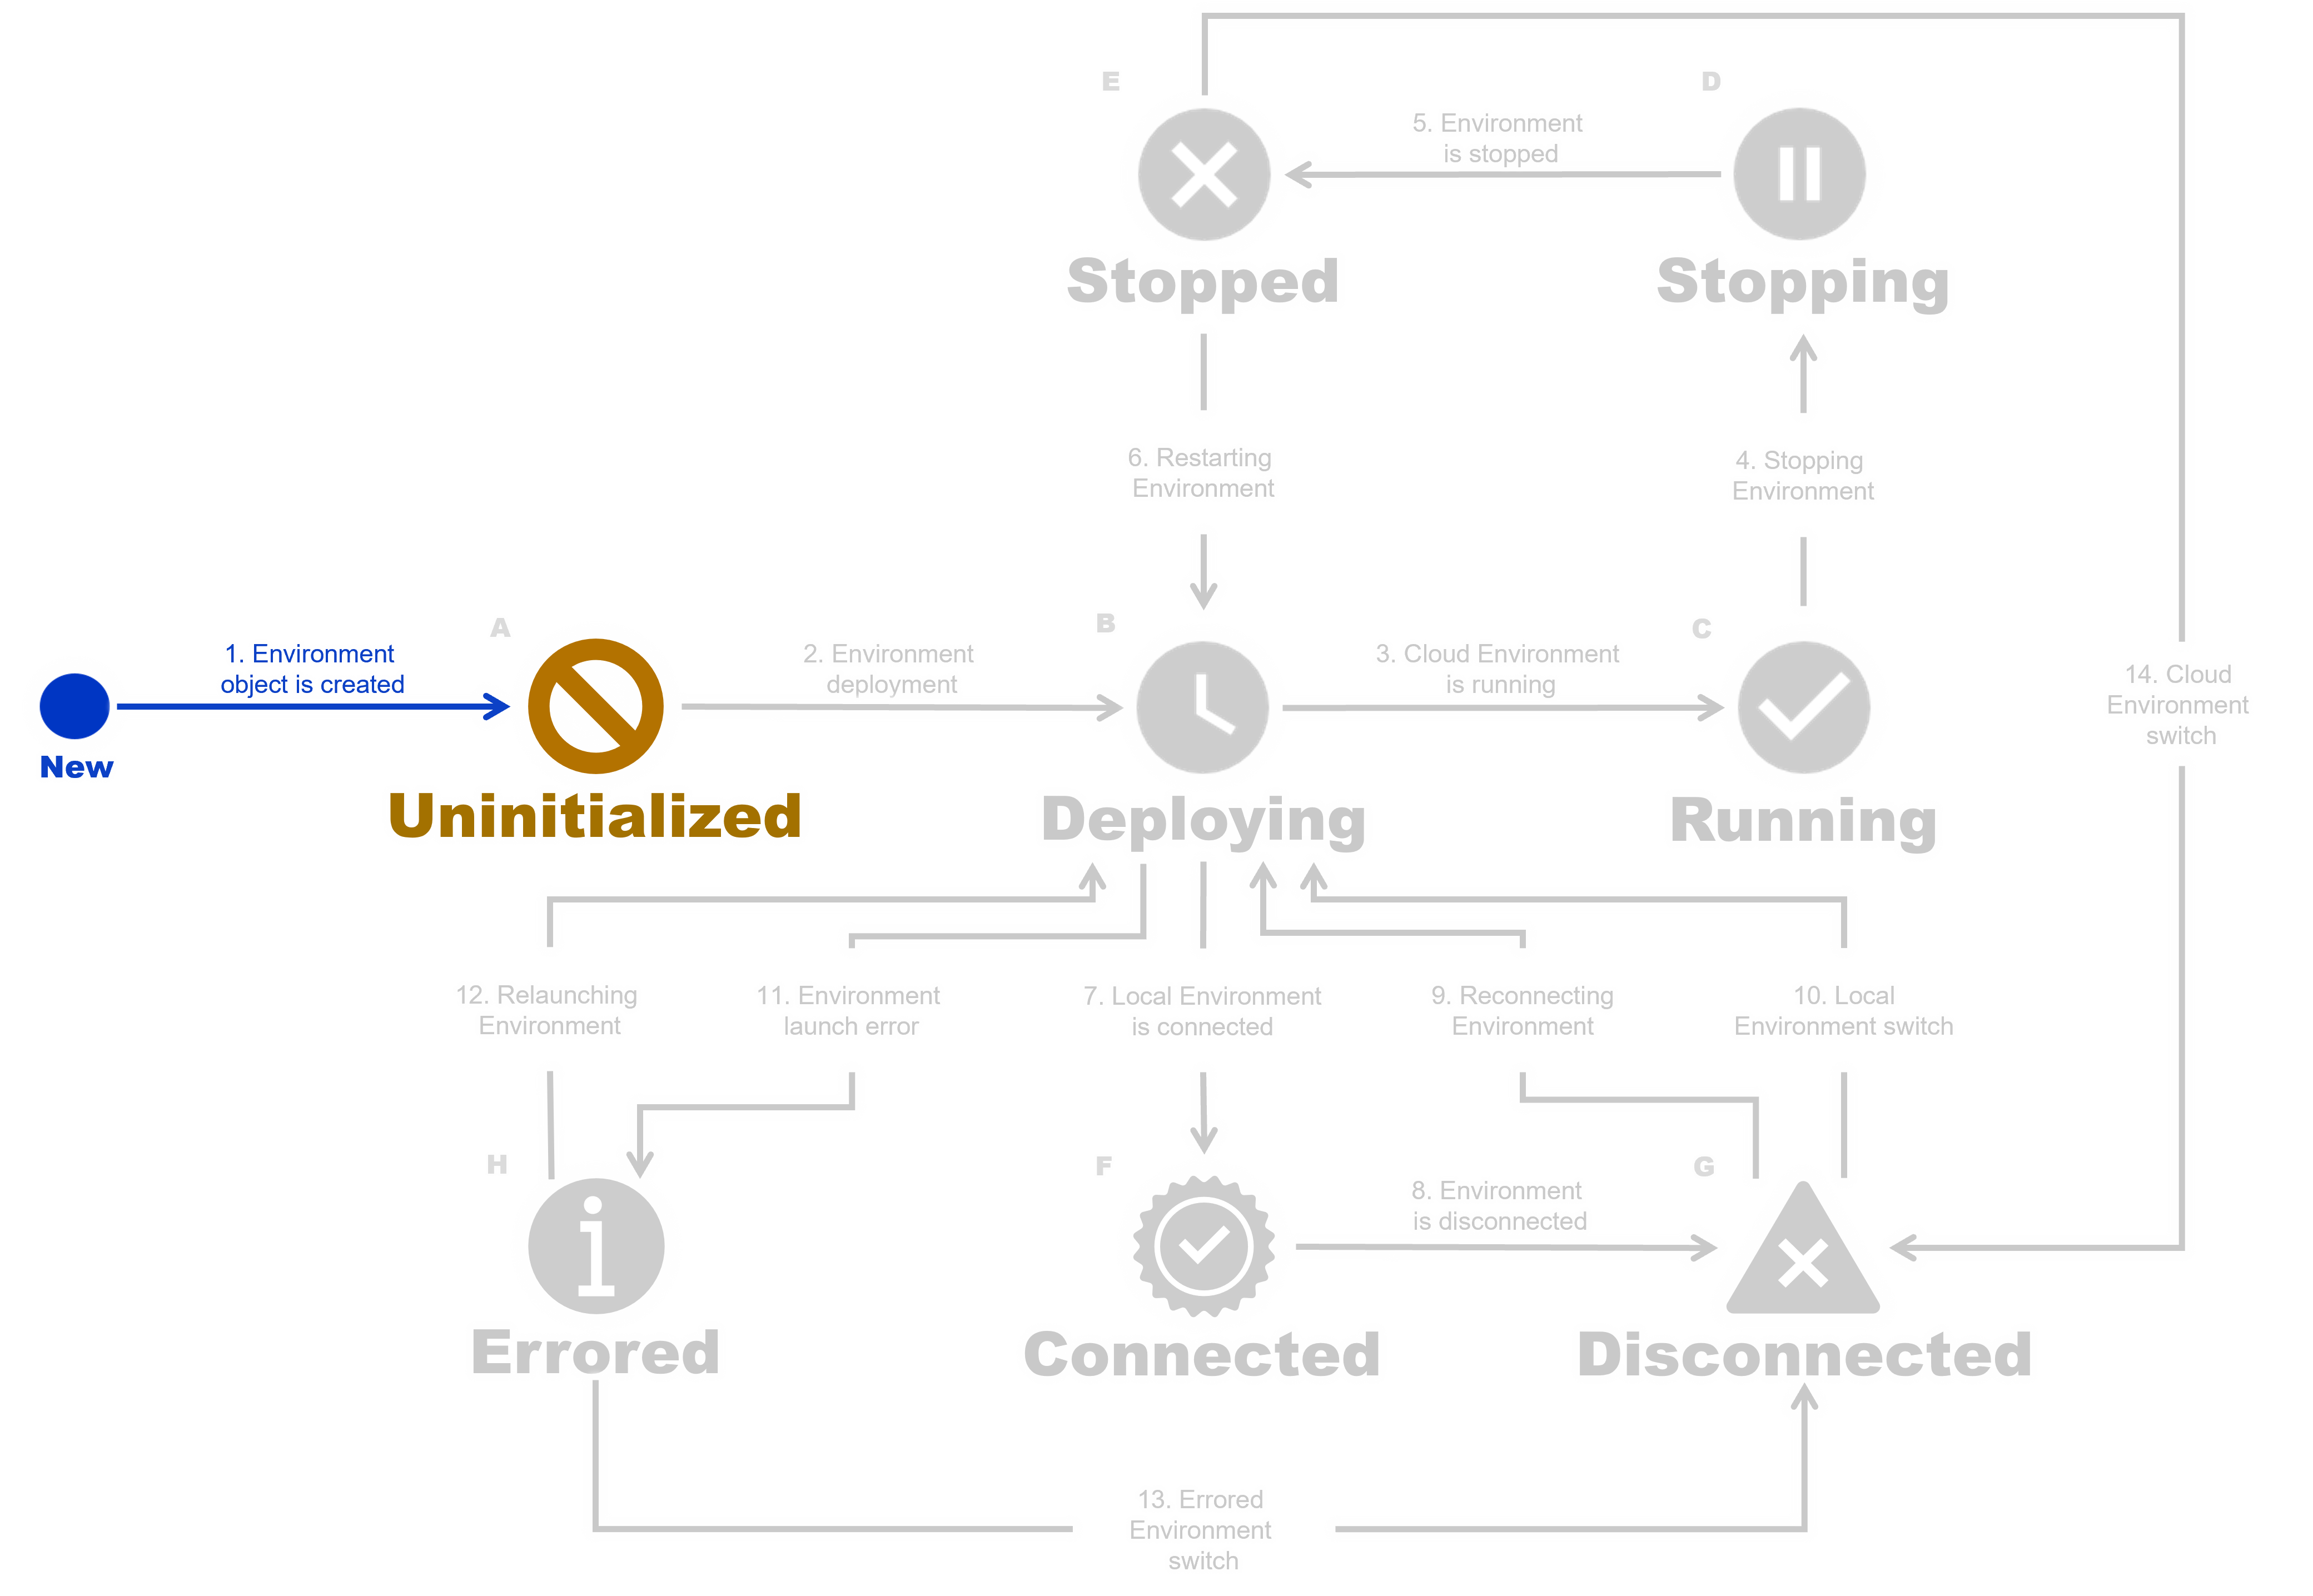 E
D
5. Environment
is stopped
Stopped
Stopping
6. Restarting
Environment
4. Stopping
Environment
A
B
C
1. Environment
object is created
2. Environment
deployment
3. Cloud Environment
is running
14. Cloud
Environment
switch
New
Uninitialized
Deploying
Running
12. Relaunching
Environment
11. Environment
launch error
7. Local Environment
is connected
9. Reconnecting
Environment
10. Local
Environment switch
H
F
G
8. Environment
is disconnected
Errored
Connected
Disconnected
13. Errored
Environment
switch